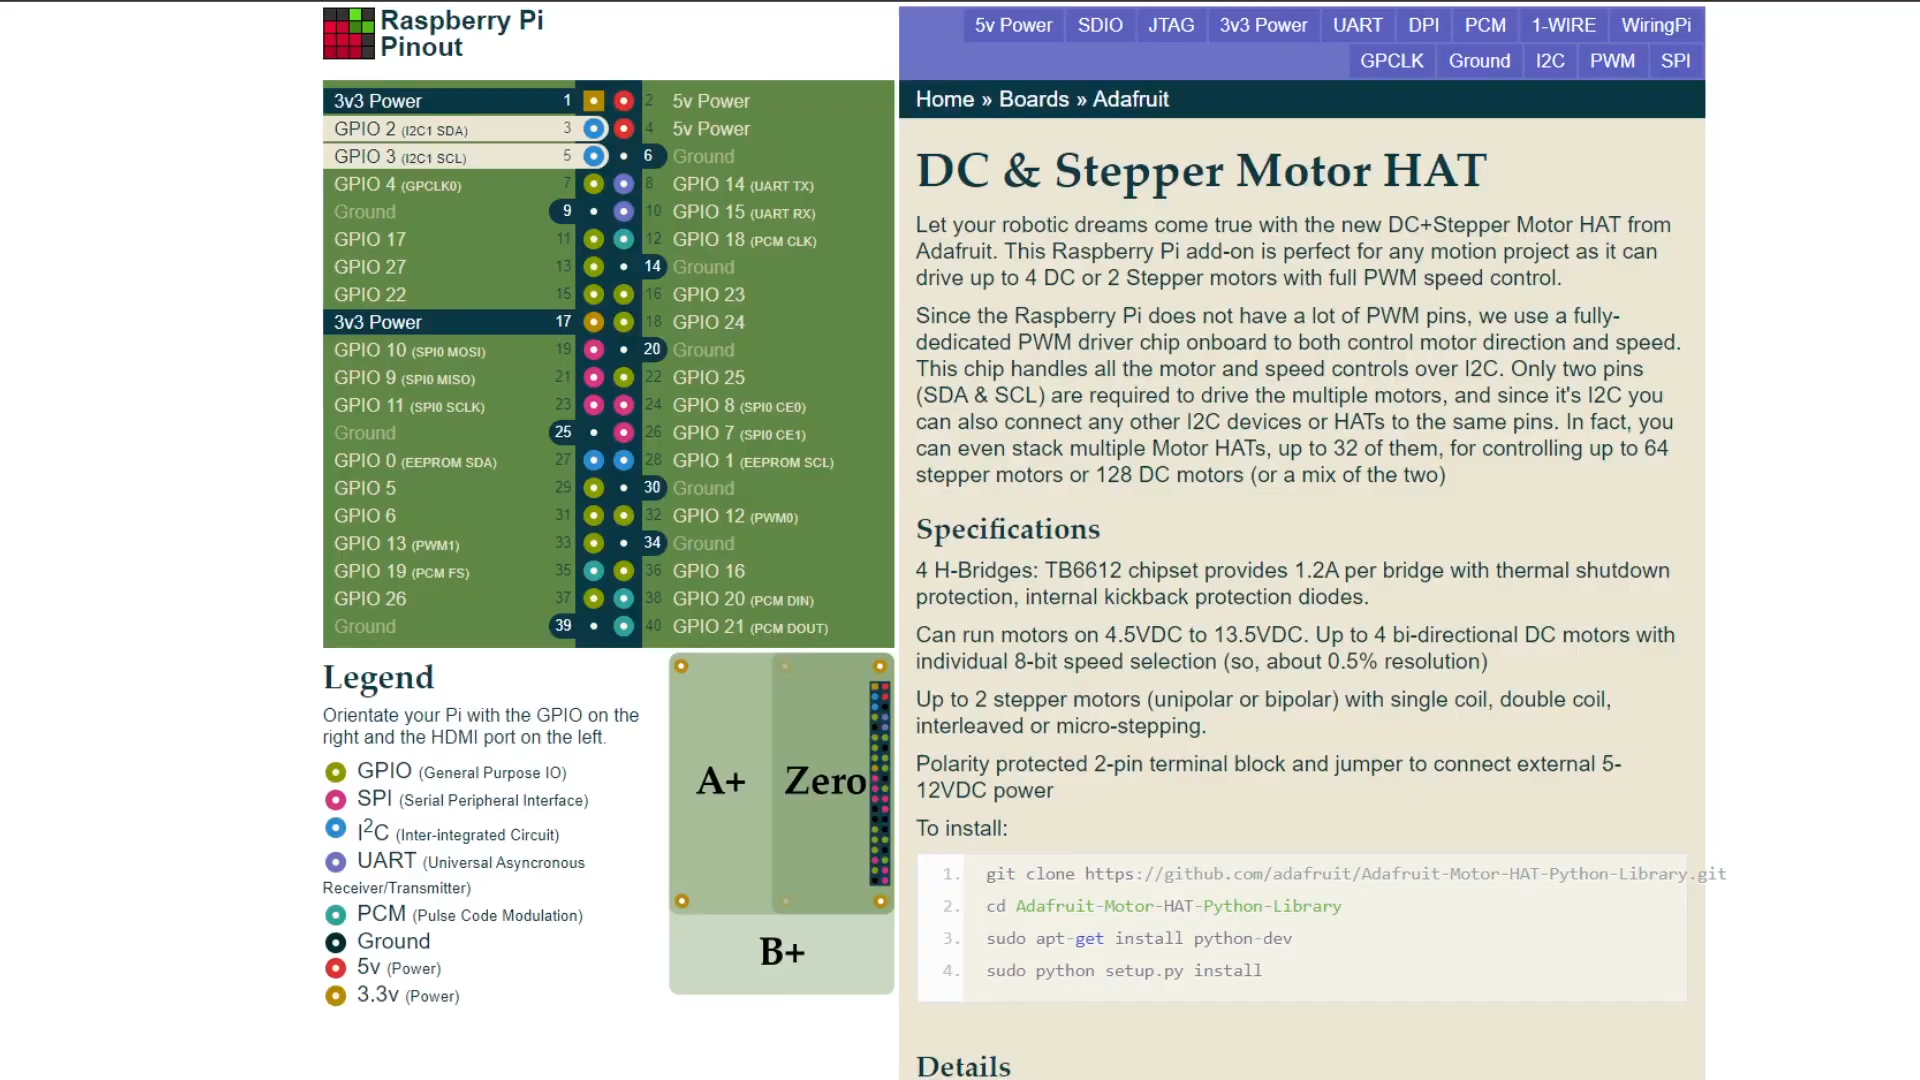 Raspberry Pi
Pinout
5v Power SDIO JTAG 3v3 Power UART DPI PCM 1-WIRE WiringPi
GPCLK Ground I2C PWM SPI
3v3 Power 1 2 5v Power
GPIO 2 (I2C1 SDA) 3 4 5v Power
GPIO 3 (I2C1 SCL) 5 6 Ground
GPIO 4 (GPCLK0) 7 8 GPIO 14 (UART TX)
Ground 9 10 GPIO 15 (UART RX)
GPIO 17 11 12 GPIO 18 (PCM CLK)
GPIO 27 13 14 Ground
GPIO 22 15 16 GPIO 23
3v3 Power 17 18 GPIO 24
GPIO 10 (SPI0 MOSI) 19 20 Ground
GPIO 9 (SPI0 MISO) 21 22 GPIO 25
GPIO 11 (SPI0 SCLK) 23 24 GPIO 8 (SPI0 CE0)
Ground 25 26 GPIO 7 (SPI0 CE1)
GPIO 0 (EEPROM SDA) 27 28 GPIO 1 (EEPROM SCL)
GPIO 5 29 30 Ground
GPIO 6 31 32 GPIO 12 (PWM0)
GPIO 13 (PWM1) 33 34 Ground
GPIO 19 (PCM FS) 35 36 GPIO 16
GPIO 26 37 38 GPIO 20 (PCM DIN)
Ground 39 40 GPIO 21 (PCM DOUT)
Legend
Orientate your Pi with the GPIO on the
right and the HDMI port on the left.
GPIO (General Purpose IO)
SPI (Serial Peripheral Interface)
I2C (Inter-integrated Circuit)
UART (Universal Asyncronous
Receiver/Transmitter)
PCM (Pulse Code Modulation)
Ground
5v (Power)
3.3v (Power)
A+ Zero
B+
Home » Boards » Adafruit
DC & Stepper Motor HAT
Let your robotic dreams come true with the new DC+Stepper Motor HAT from
Adafruit. This Raspberry Pi add-on is perfect for any motion project as it can
drive up to 4 DC or 2 Stepper motors with full PWM speed control.
Since the Raspberry Pi does not have a lot of PWM pins, we use a fully-
dedicated PWM driver chip onboard to both control motor direction and speed.
This chip handles all the motor and speed controls over I2C. Only two pins
(SDA & SCL) are required to drive the multiple motors, and since it's I2C you
can also connect any other I2C devices or HATs to the same pins. In fact, you
can even stack multiple Motor HATs, up to 32 of them, for controlling up to 64
stepper motors or 128 DC motors (or a mix of the two)
Specifications
4 H-Bridges: TB6612 chipset provides 1.2A per bridge with thermal shutdown
protection, internal kickback protection diodes.
Can run motors on 4.5VDC to 13.5VDC. Up to 4 bi-directional DC motors with
individual 8-bit speed selection (so, about 0.5% resolution)
Up to 2 stepper motors (unipolar or bipolar) with single coil, double coil,
interleaved or micro-stepping.
Polarity protected 2-pin terminal block and jumper to connect external 5-
12VDC power
To install:
1. git clone https://github.com/adafruit/Adafruit-Motor-HAT-Python-Library.git
2. cd Adafruit-Motor-HAT-Python-Library
3. sudo apt-get install python-dev
4. sudo python setup.py install
Details